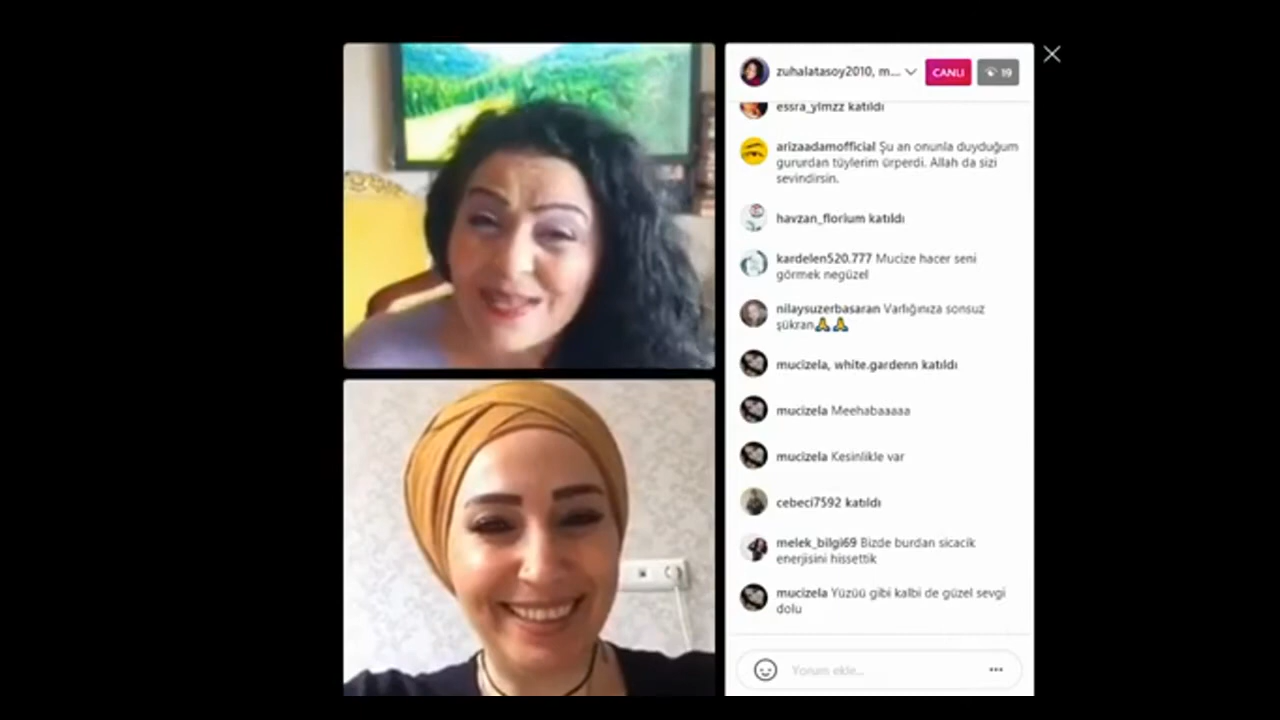 zuhalatasoy2010, m...
CANLI
19
essra_ylmzz katıldı
arizaadamofficial Şu an onunla duyduğum
gururdan tüylerim ürperdi. Allah da sizi
sevindirsin.
havzan_florium katıldı
kardelen520.777 Mucize hacer seni
görmek negüzel
nilaysuzerbasaran Varlığınıza sonsuz
şükran🙏🙏
mucizela, white.gardenn katıldı
mucizela Meehabaaaaa
mucizela Kesinlikle var
cebeci7592 katıldı
melek_bilgi69 Bizde burdan sicacik
enerjisini hissettik
mucizela Yüzüü gibi kalbi de güzel sevgi
dolu
Yorum ekle...